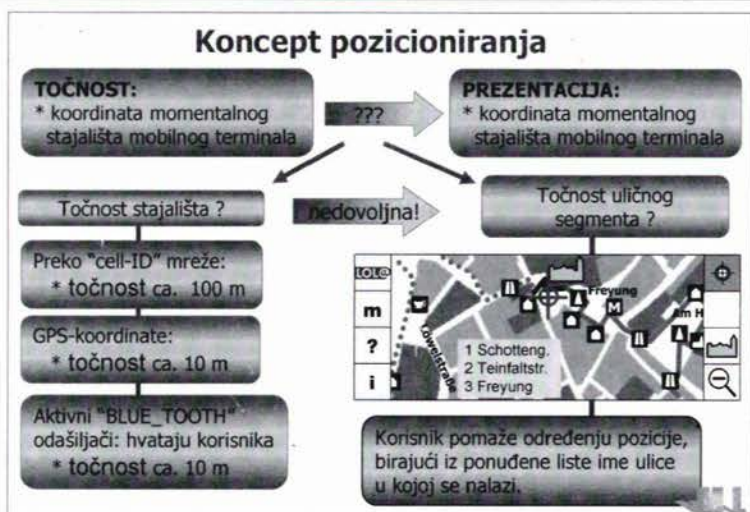 Koncept pozicioniranja
TOČNOST:
* koordinata momentalnog
stajališta mobilnog terminala
???
PREZENTACIJA:
* koordinata momentalnog
stajališta mobilnog terminala
Točnost stajališta ?
nedovoljna!
Točnost uličnog
segmenta ?
Preko "cell-ID" mreže:
* točnost ca. 100 m
GPS-koordinate:
* točnost ca. 10 m
Aktivni "BLUE_TOOTH"
odašiljači: hvataju korisnika
* točnost ca. 10 m
LOL@
m
?
i
Freyung
M
Am H
Löwelstraße
1 Schotteng.
2 Teinfaltstr.
3 Freyung
Korisnik pomaže određenju pozicije,
birajući iz ponuđene liste ime ulice
u kojoj se nalazi.